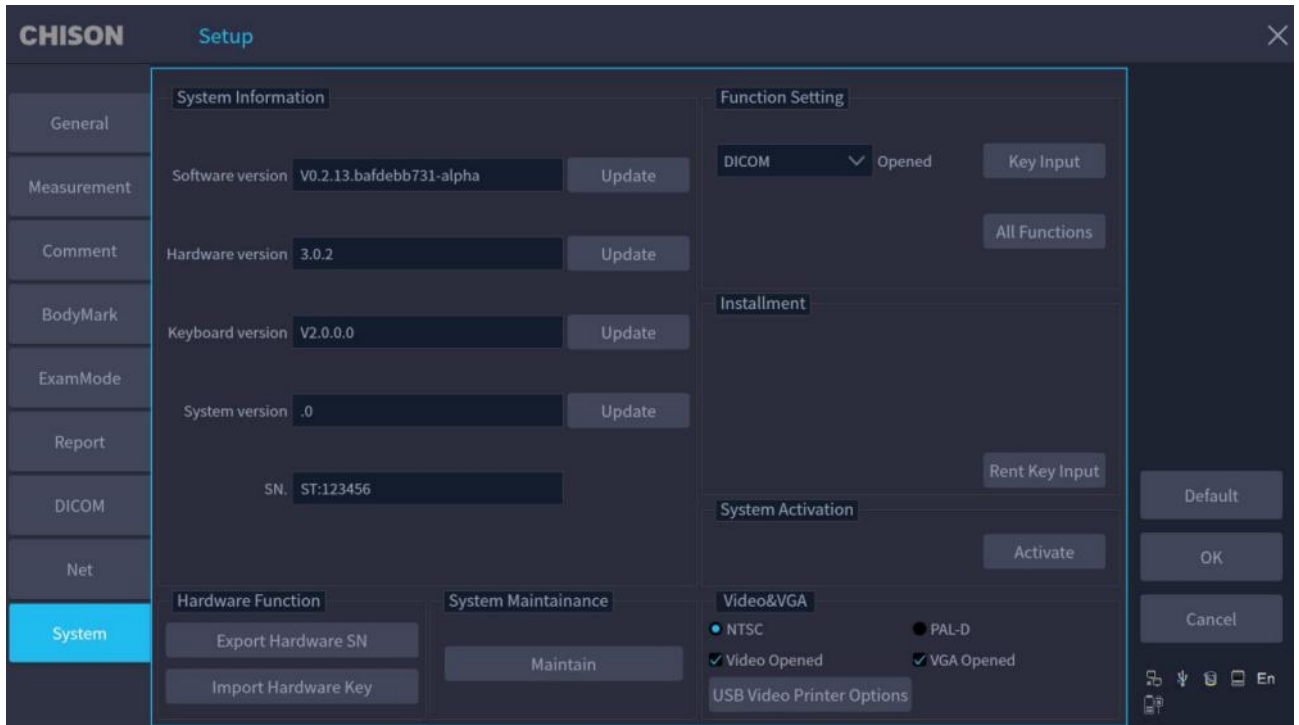 CHISON
Setup
General
Measurement
Comment
BodyMark
ExamMode
Report
DICOM
Net
System
System Information
Software version V0.2.13.bafdebb731-alpha Update
Hardware version 3.0.2 Update
Keyboard version V2.0.0.0 Update
System version .0 Update
SN. ST:123456
Function Setting
DICOM Opened Key Input
All Functions
Installment
Rent Key Input
System Activation
Activate
Hardware Function
Export Hardware SN
Import Hardware Key
System Maintainance
Maintain
Video&VGA
NTSC PAL-D
Video Opened VGA Opened
USB Video Printer Options
Default
OK
Cancel
En